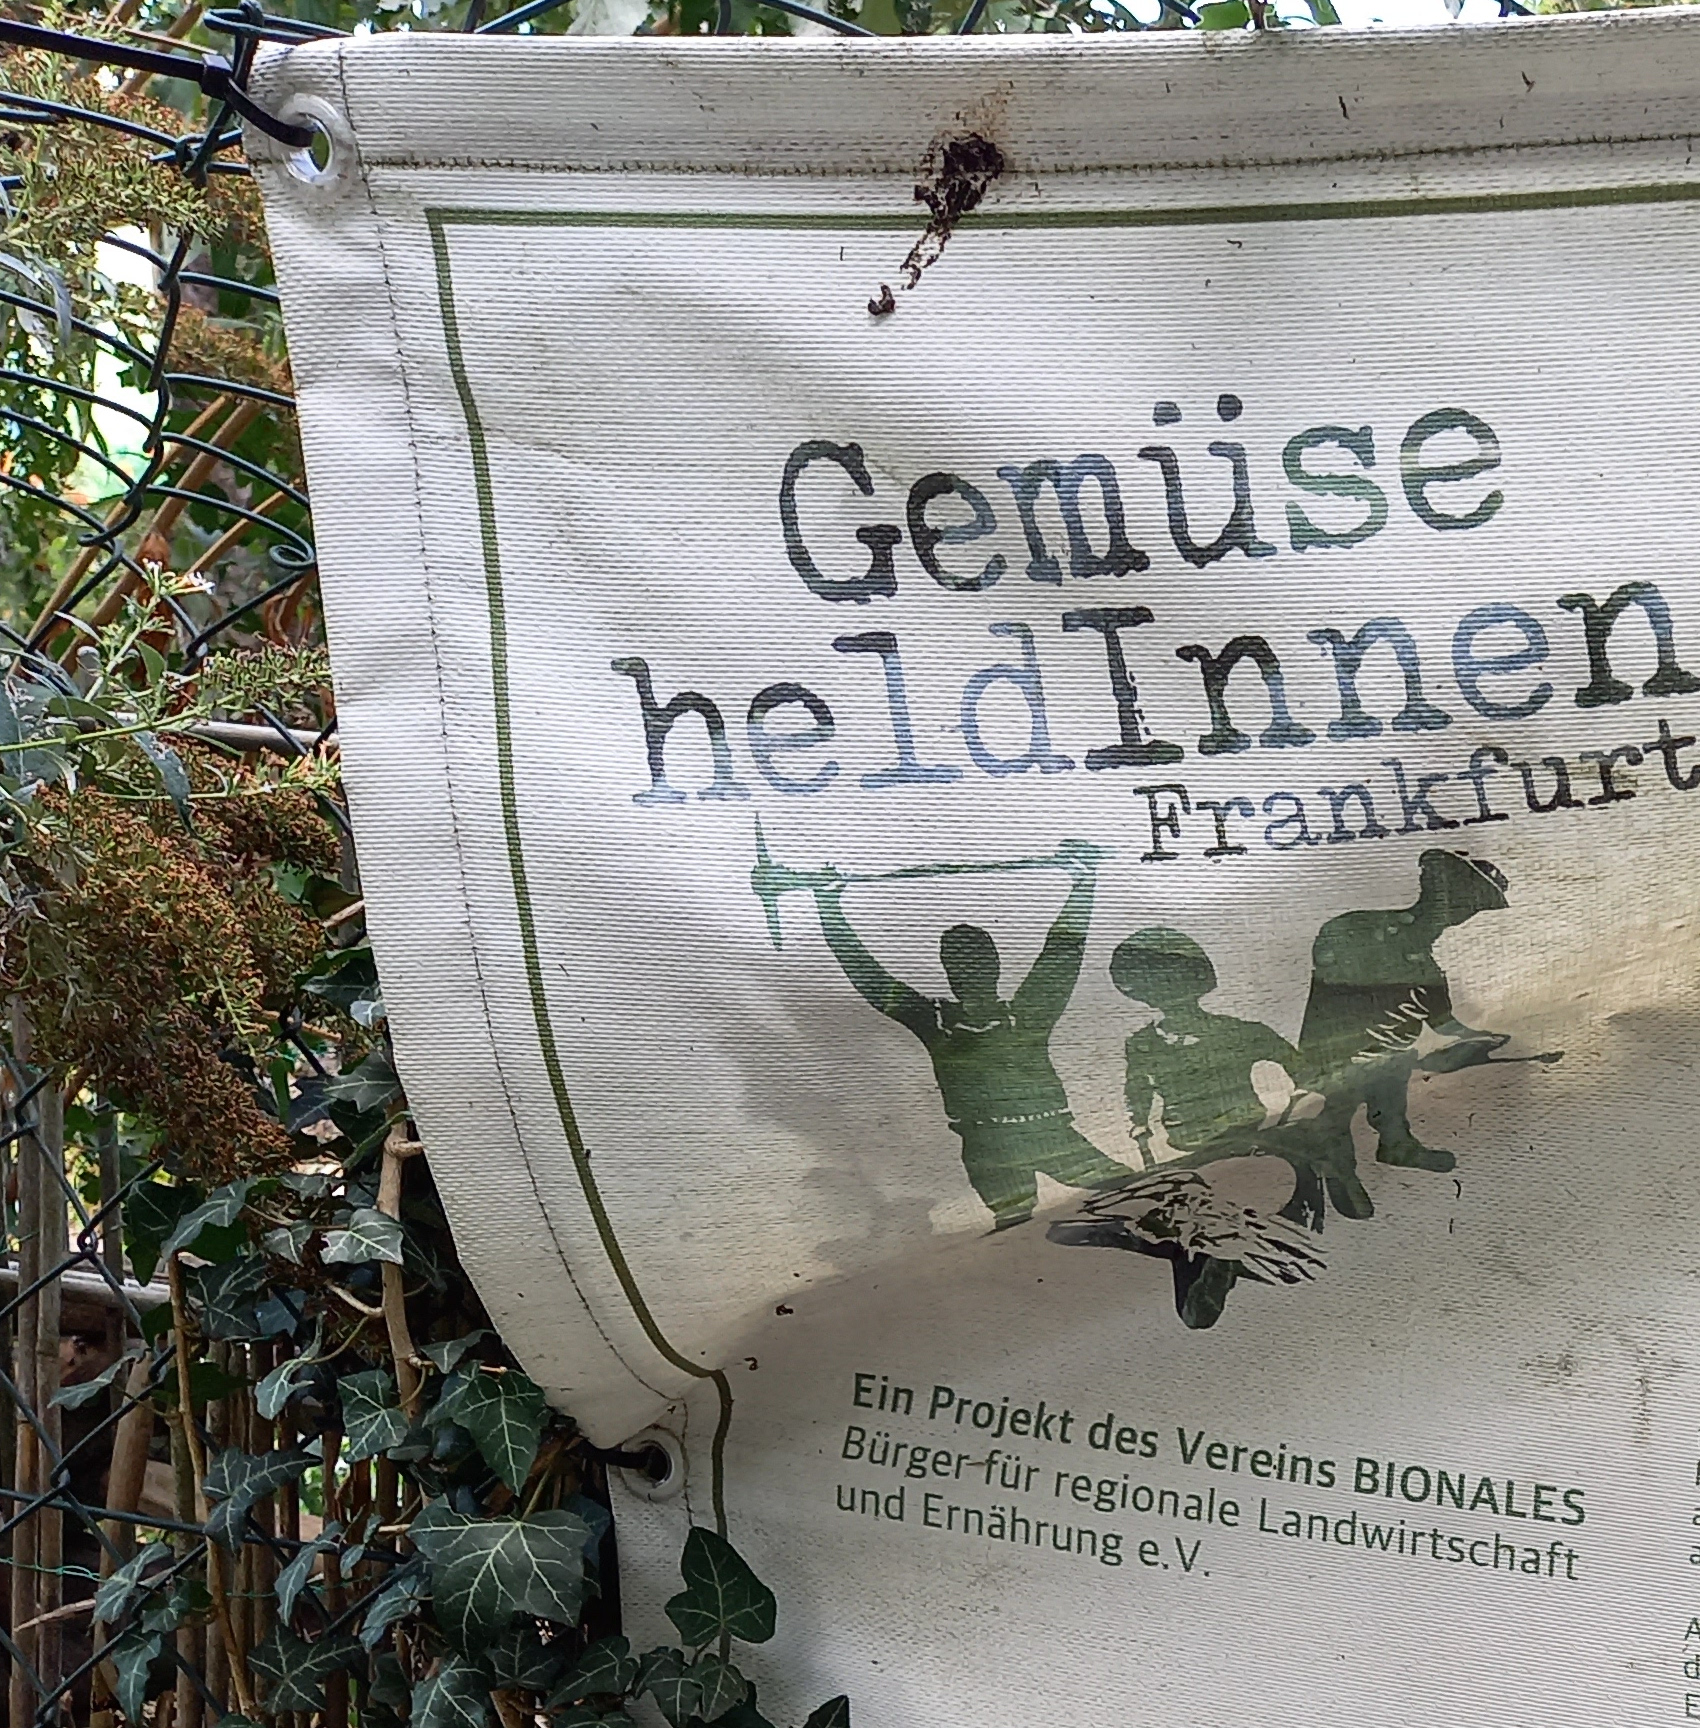 Gemüse
heldInnen
Frankfurt
Ein Projekt des Vereins BIONALES
Bürger für regionale Landwirtschaft
und Ernährung e.V.